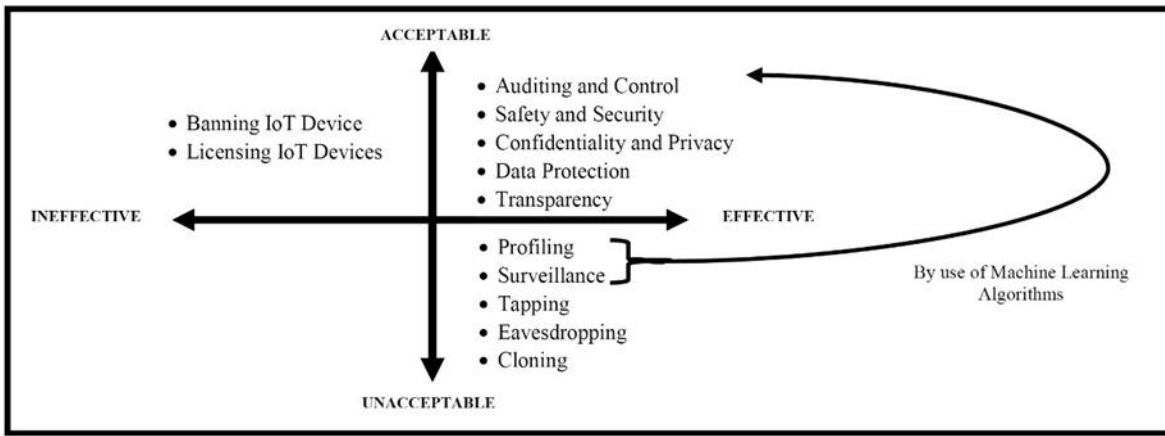 ACCEPTABLE
• Auditing and Control
• Safety and Security
• Confidentiality and Privacy
• Data Protection
• Transparency
• Banning IoT Device
• Licensing IoT Devices
INEFFECTIVE
EFFECTIVE
• Profiling
• Surveillance
• Tapping
• Eavesdropping
• Cloning
By use of Machine Learning
Algorithms
UNACCEPTABLE